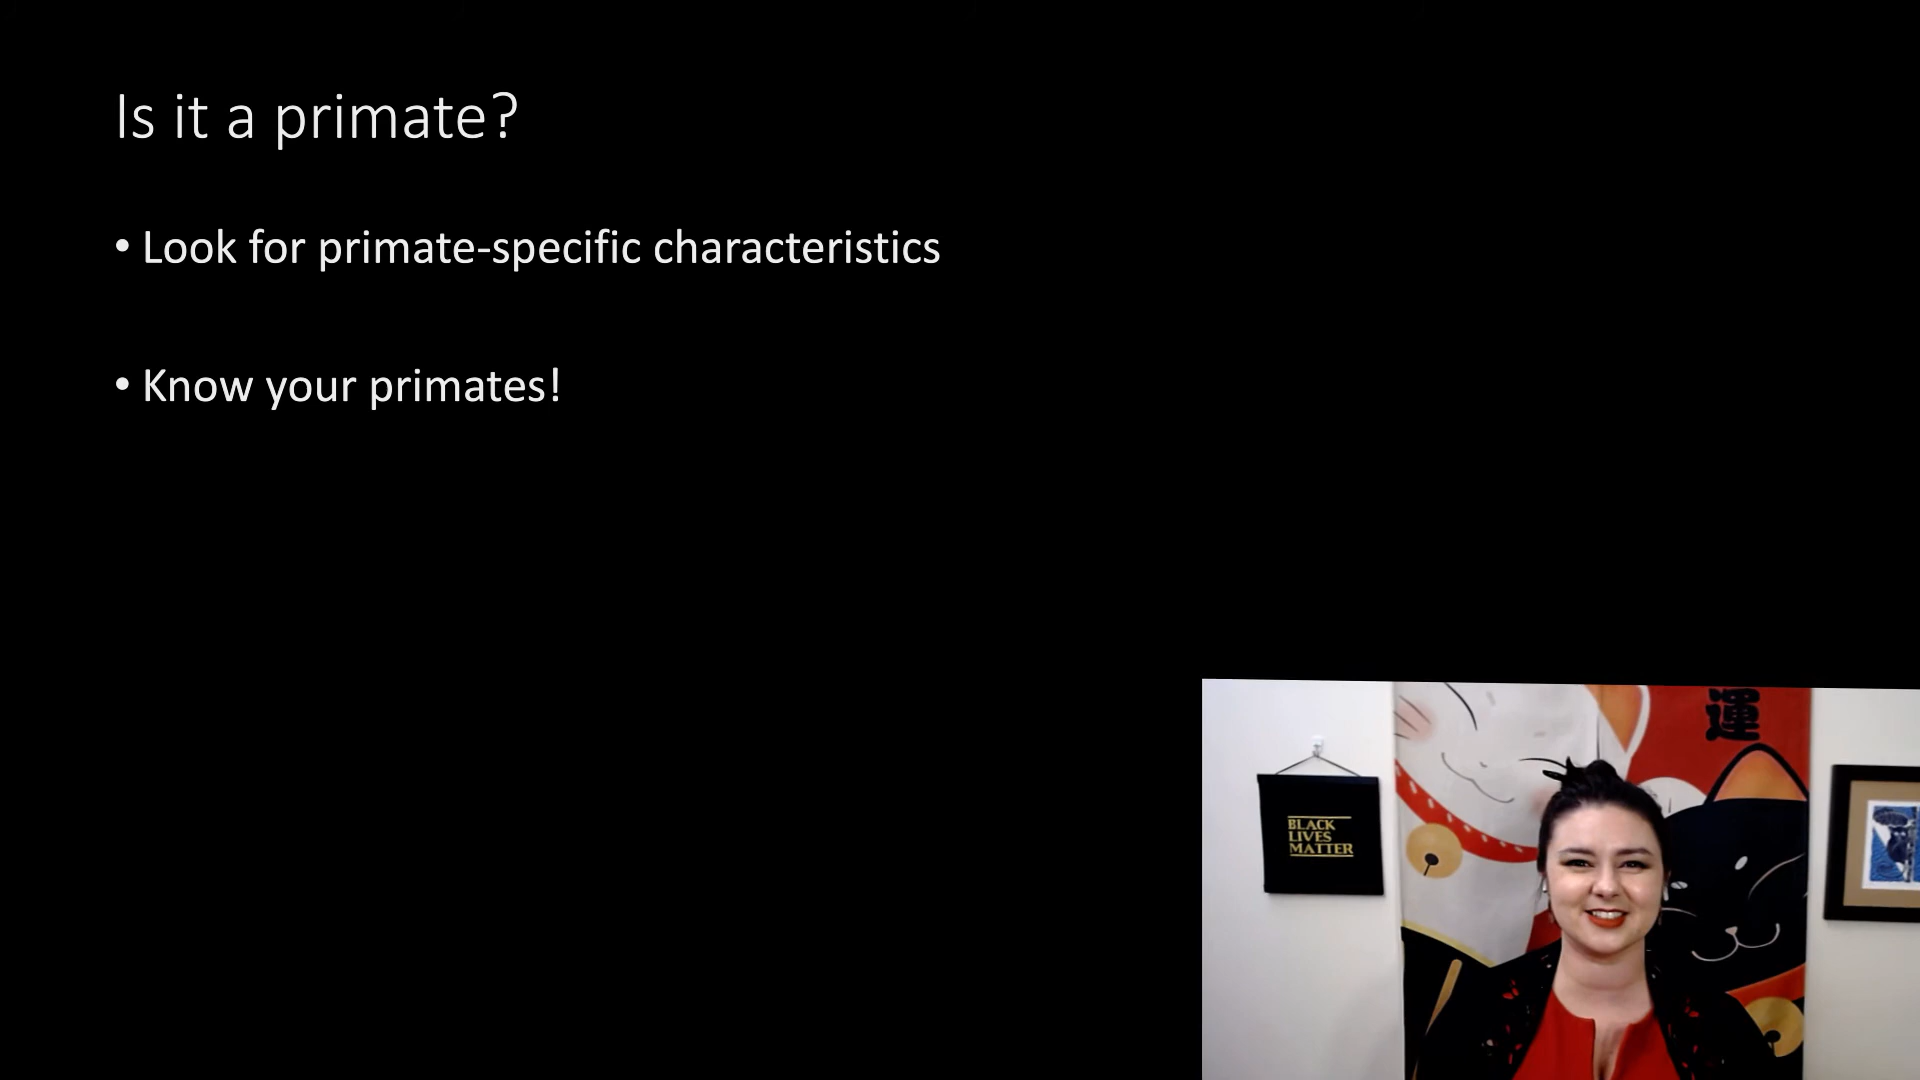 Is it a primate?
• Look for primate-specific characteristics
• Know your primates!
運
BLACK
LIVES
MATTER